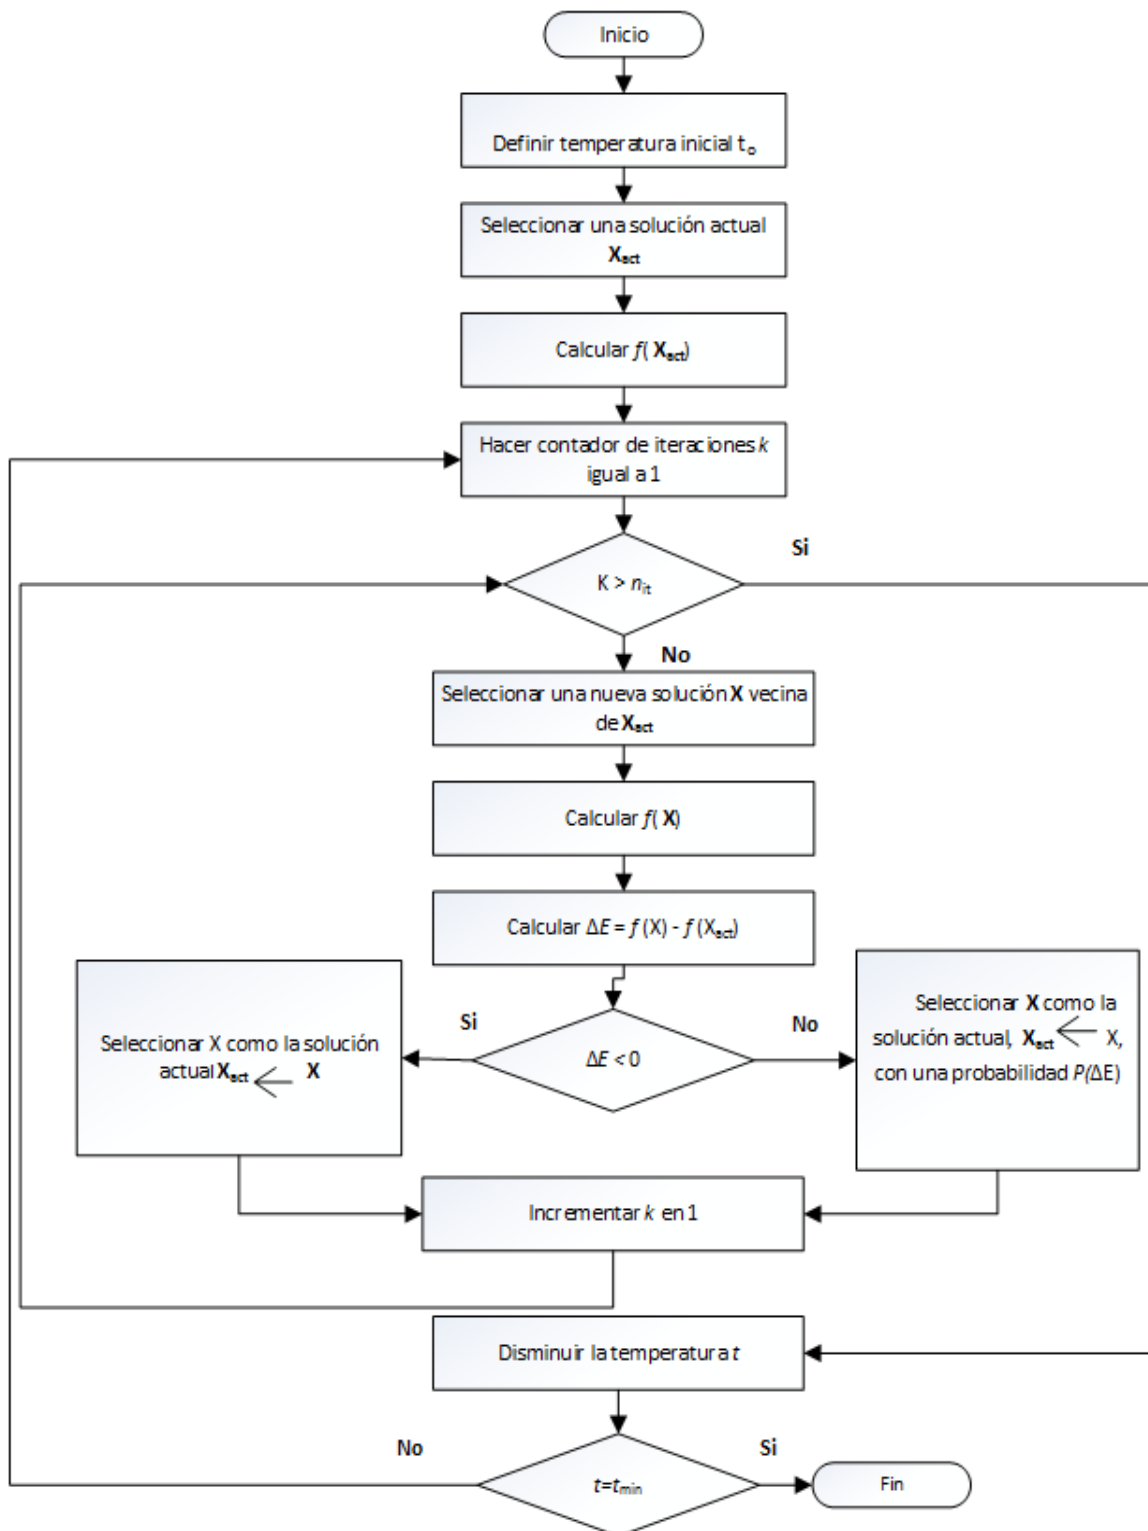 Inicio
Definir temperatura inicial to
Seleccionar una solución actual
Xact
Calcular f( Xact)
Hacer contador de iteraciones k
igual a 1
Si
K > nit
No
Seleccionar una nueva solución X vecina
de Xact
Calcular f( X)
Calcular ΔE = f (X) - f (Xact)
Si
No
ΔE < 0
Seleccionar X como la solución
actual Xact ← X
Seleccionar X como la
solución actual, Xact ← X,
con una probabilidad P(ΔE)
Incrementar k en 1
Disminuir la temperatura t
No
Si
t=tmin
Fin